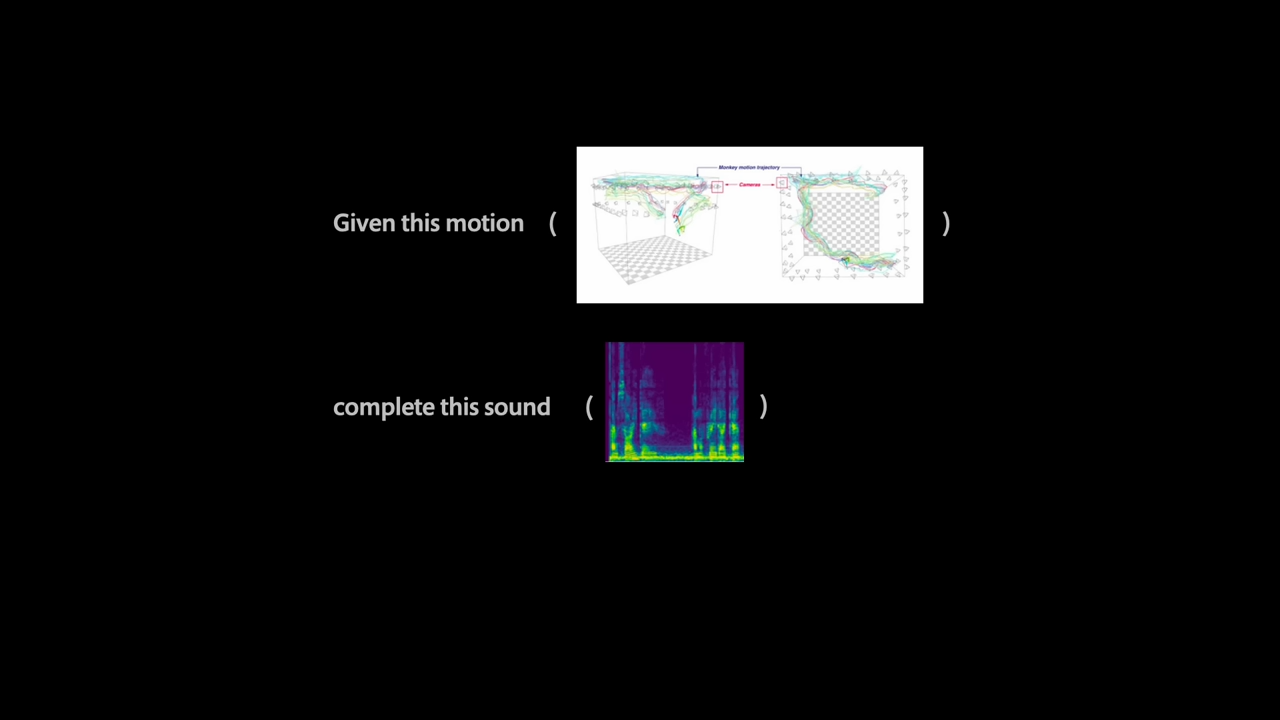 Monkey motion trajectory
Cameras
Given this motion ( )
complete this sound ( )